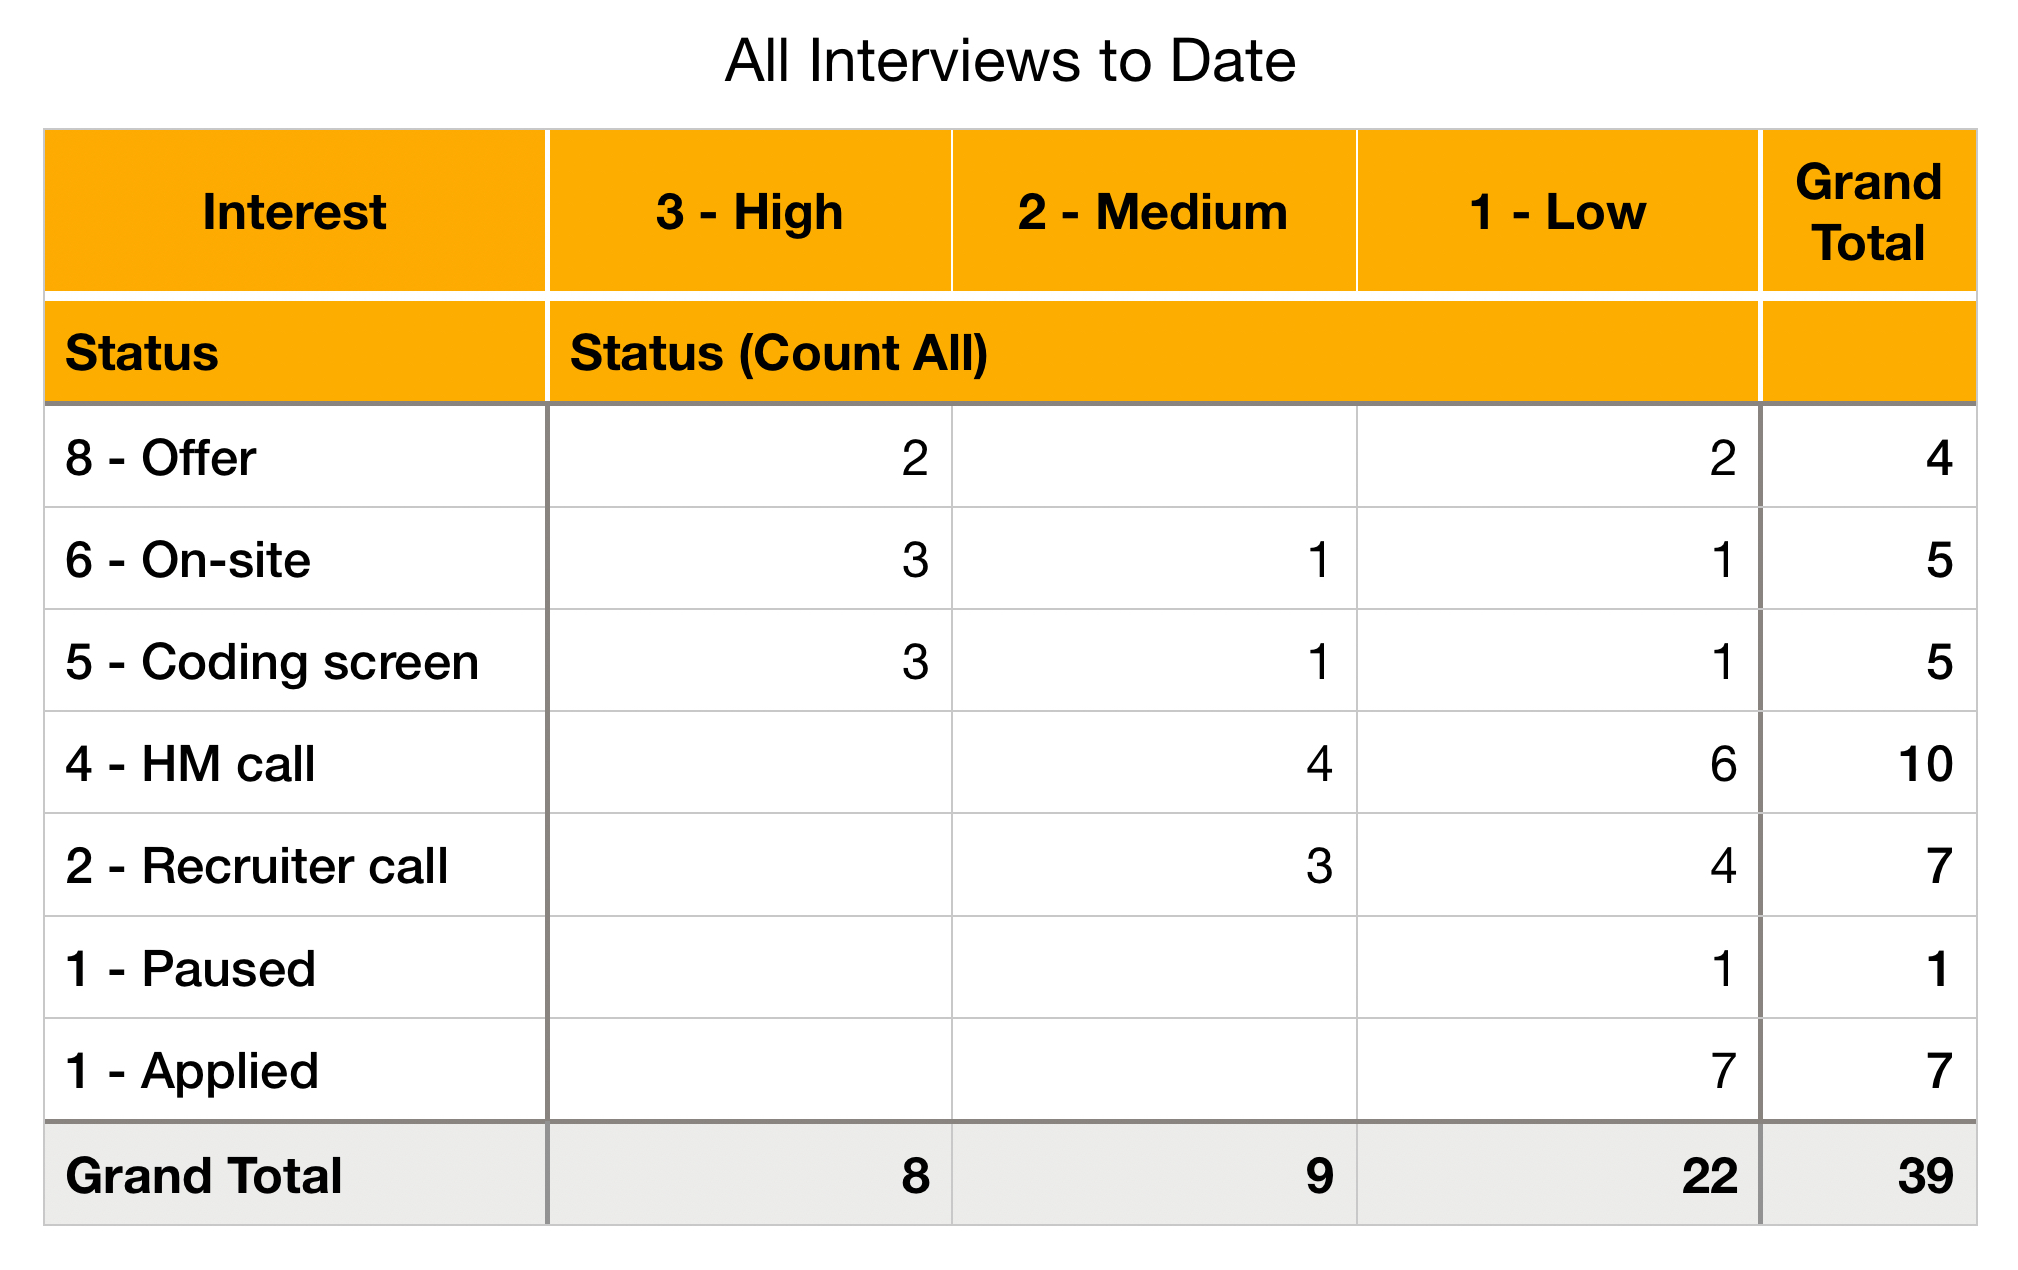 All Interviews to Date
Interest 3 - High 2 - Medium 1 - Low Grand Total
Status Status (Count All)
8 - Offer 2 2 4
6 - On-site 3 1 1 5
5 - Coding screen 3 1 1 5
4 - HM call 4 6 10
2 - Recruiter call 3 4 7
1 - Paused 1 1
1 - Applied 7 7
Grand Total 8 9 22 39